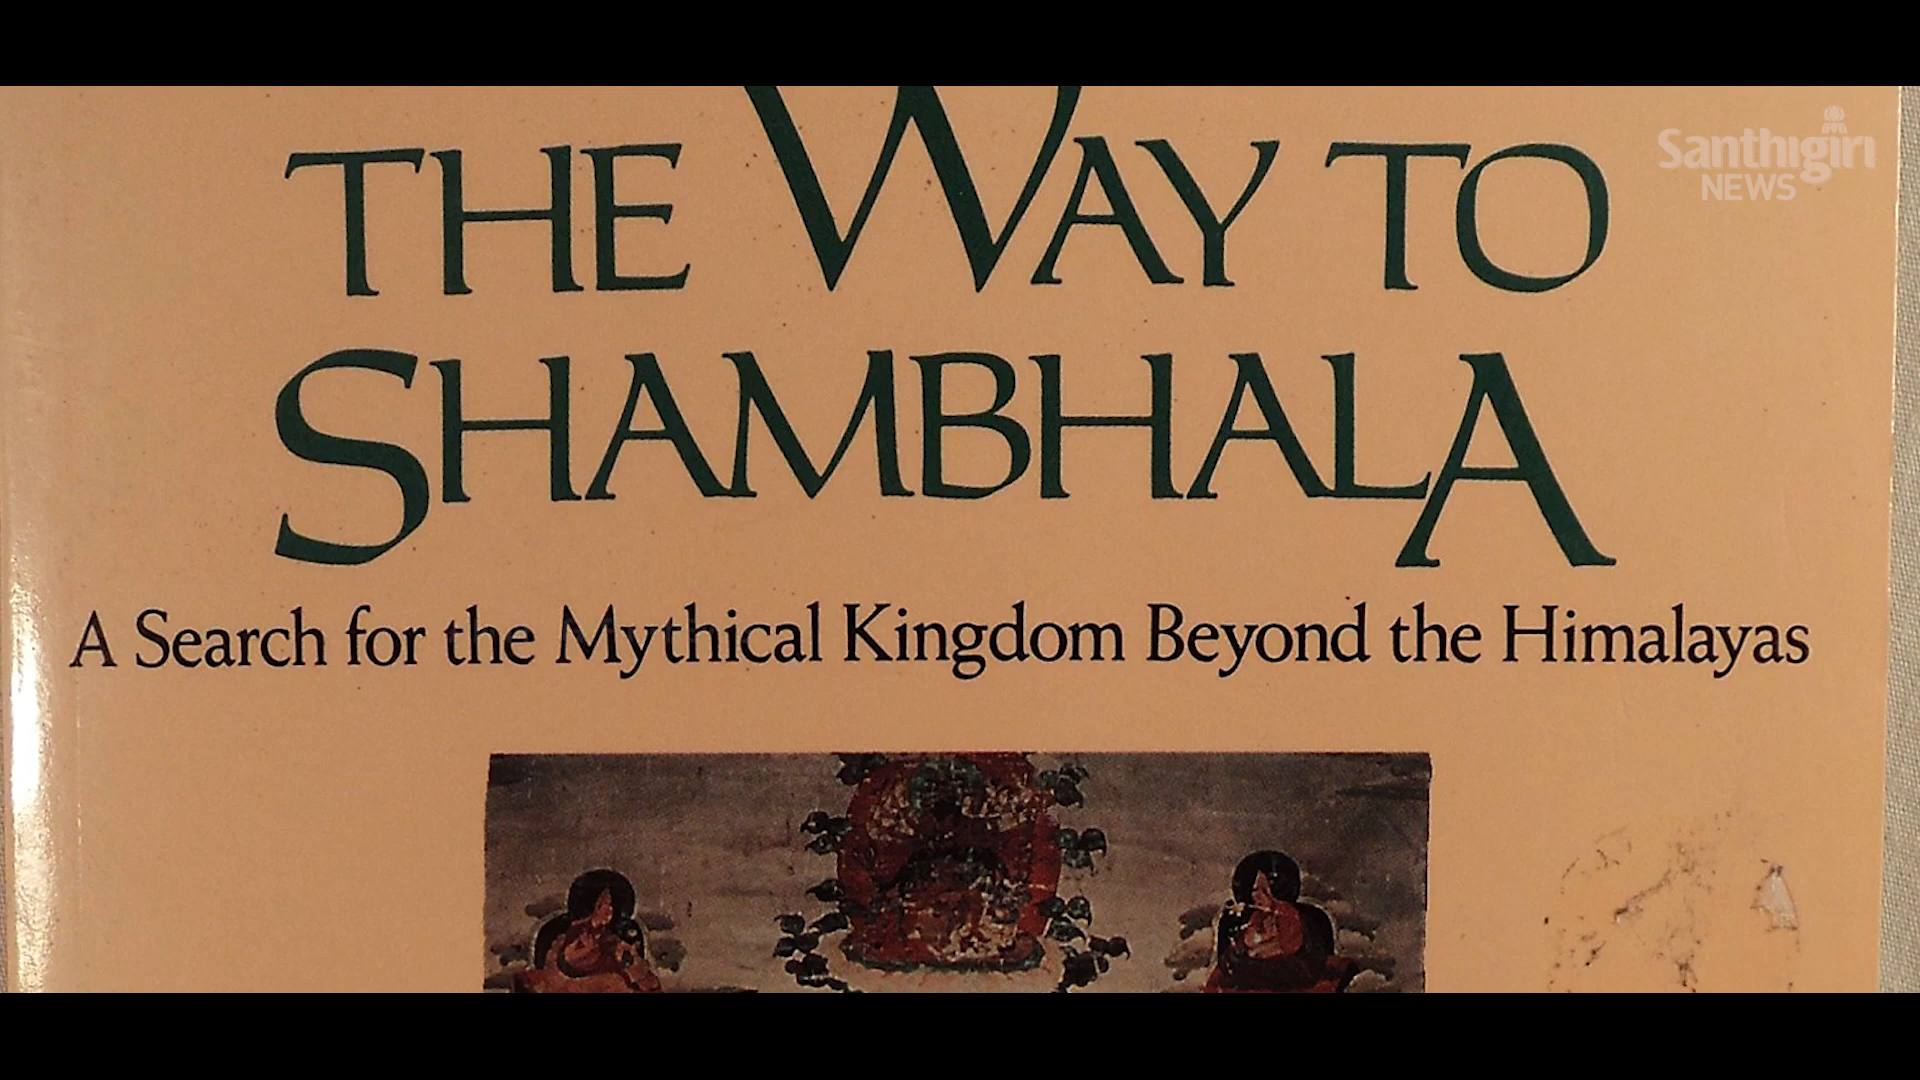 THE WAY TO
SHAMBHALA
A Search for the Mythical Kingdom Beyond the Himalayas
Santhigiri
NEWS